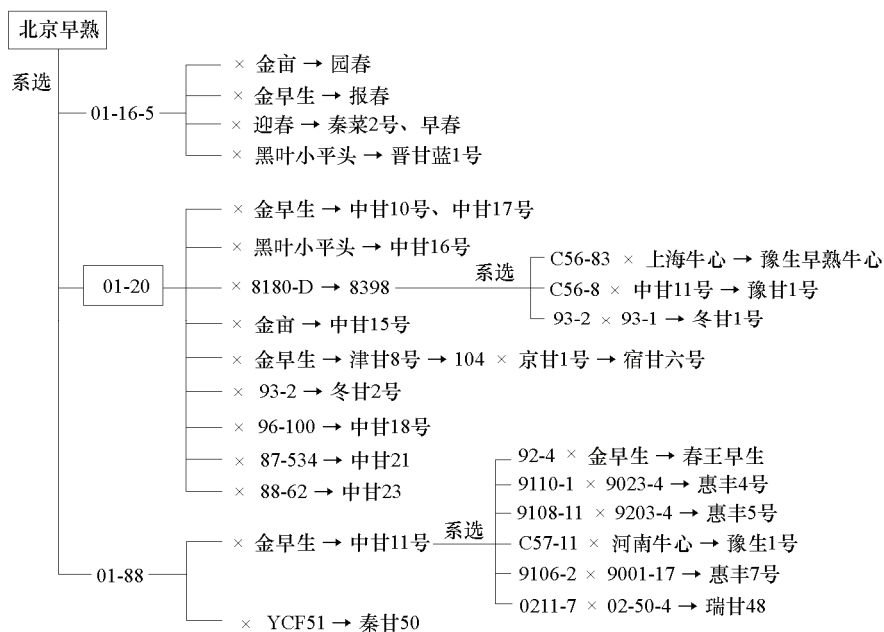 北京早熟
系选
01-16-5
× 金亩 → 园春
× 金早生 → 报春
× 迎春 → 秦菜2号、早春
× 黑叶小平头 → 晋甘蓝1号
01-20
× 金早生 → 中甘10号、中甘17号
× 黑叶小平头 → 中甘16号
× 8180-D → 8398
系选
C56-83 × 上海牛心 → 豫生早熟牛心
C56-8 × 中甘11号 → 豫甘1号
93-2 × 93-1 → 冬甘1号
× 金亩 → 中甘15号
× 金早生 → 津甘8号 → 104 × 京甘1号 → 宿甘六号
× 93-2 → 冬甘2号
× 96-100 → 中甘18号
× 87-534 → 中甘21
× 88-62 → 中甘23
01-88
× 金早生 → 中甘11号
系选
92-4 × 金早生 → 春王早生
9110-1 × 9023-4 → 惠丰4号
9108-11 × 9203-4 → 惠丰5号
C57-11 × 河南牛心 → 豫生1号
9106-2 × 9001-17 → 惠丰7号
0211-7 × 02-50-4 → 瑞甘48
× YCF51 → 秦甘50